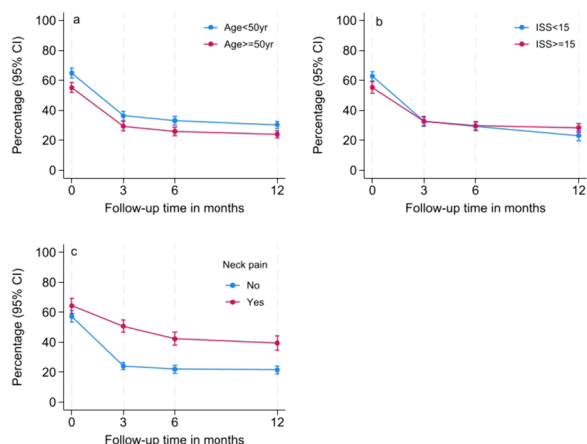 a
Age<50yr
Age>=50yr
Percentage (95% CI)
100
80
60
40
20
0
0 3 6 12
Follow-up time in months
b
ISS<15
ISS>=15
Percentage (95% CI)
100
80
60
40
20
0
0 3 6 12
Follow-up time in months
c
Neck pain
No
Yes
Percentage (95% CI)
100
80
60
40
20
0
0 3 6 12
Follow-up time in months